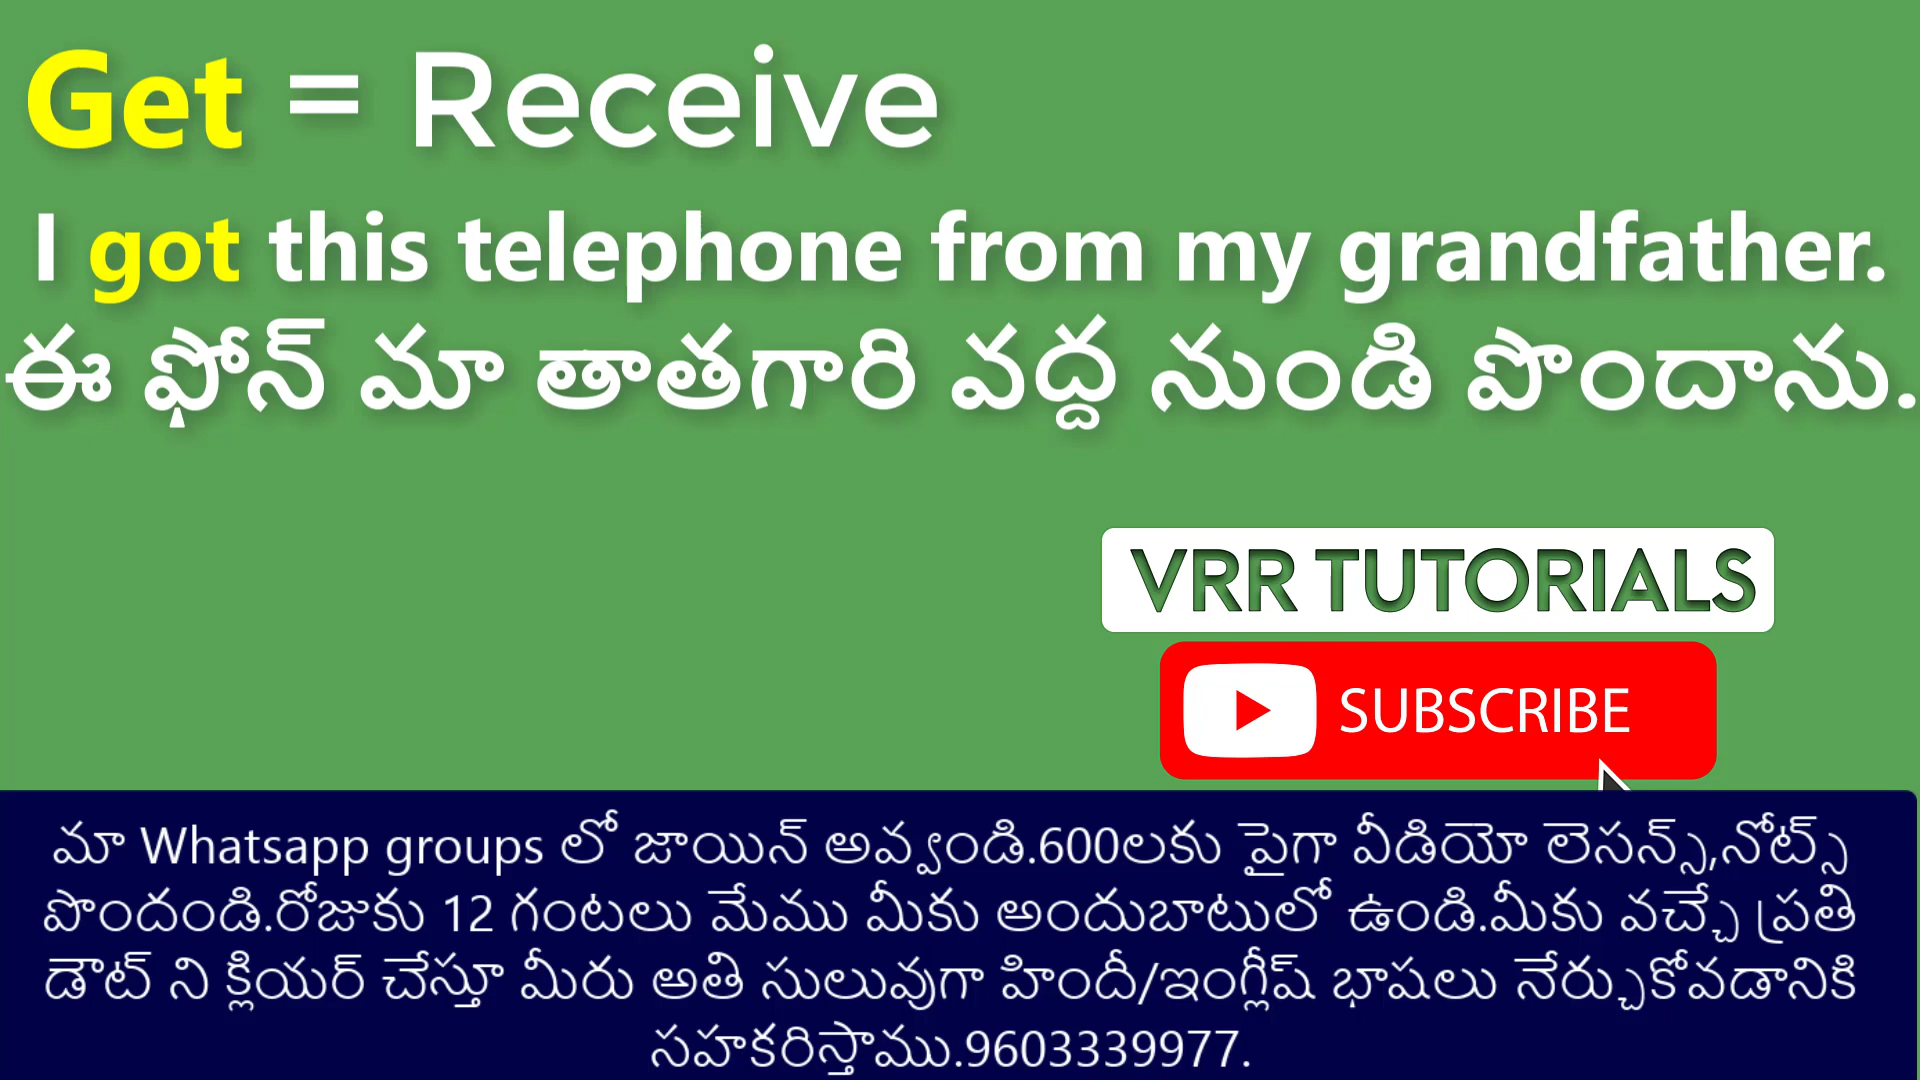 Get = Receive
I got this telephone from my grandfather.
ఈ ఫోన్ మా తాతగారి వద్ద నుండి పొందాను.
VRR TUTORIALS
SUBSCRIBE
మా Whatsapp groups లో జాయిన్ అవ్వండి.600లకు పైగా వీడియో లెసన్స్,నోట్స్
పొందండి.రోజుకు 12 గంటలు మేము మీకు అందుబాటులో ఉండి.మీకు వచ్చే ప్రతి
డౌట్ ని క్లియర్ చేస్తూ మీరు అతి సులువుగా హిందీ/ఇంగ్లీష్ భాషలు నేర్చుకోవడానికి
సహకరిస్తాము.9603339977.